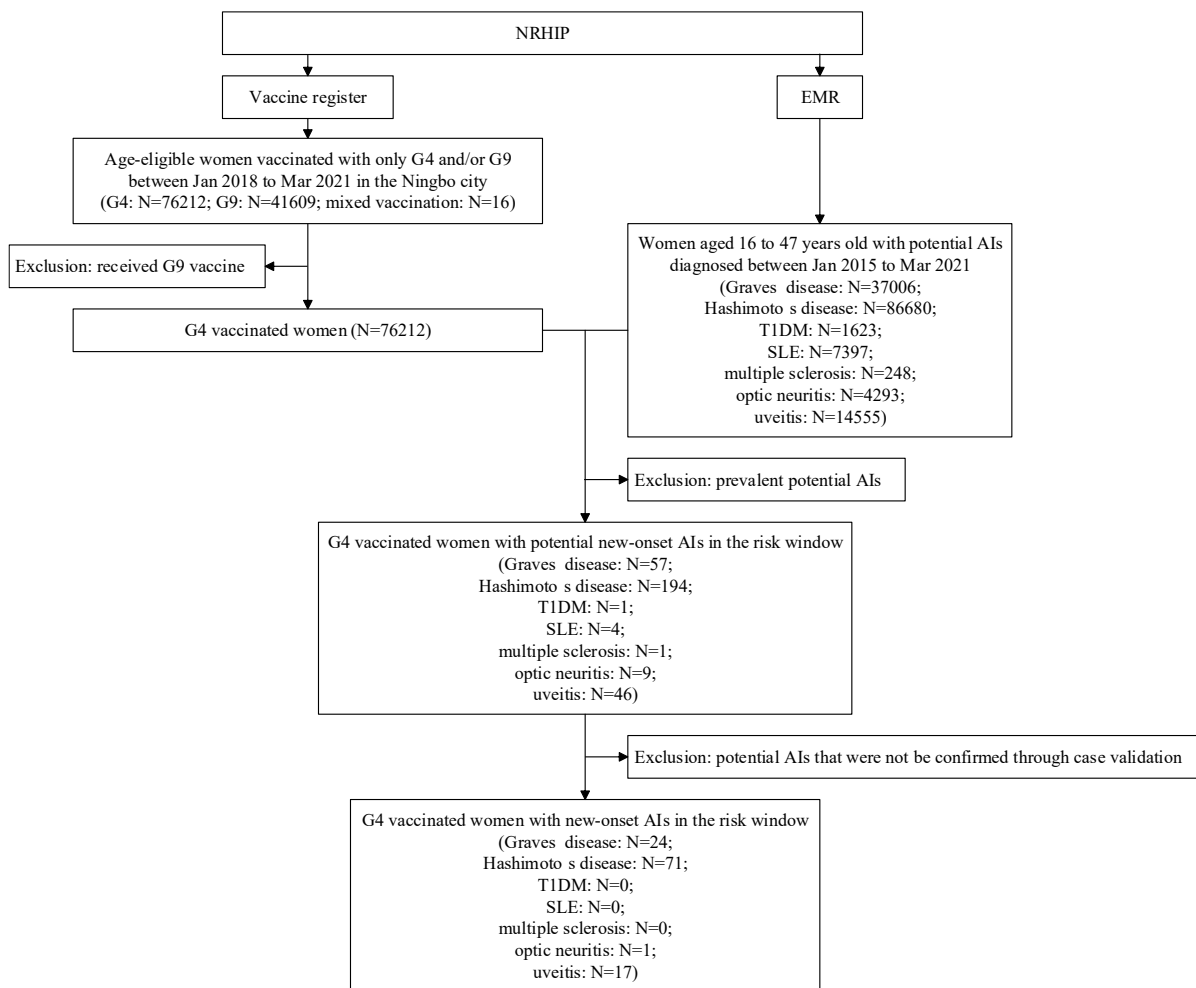 NRHIP
Vaccine register
EMR
Age-eligible women vaccinated with only G4 and/or G9
between Jan 2018 to Mar 2021 in the Ningbo city
(G4: N=76212; G9: N=41609; mixed vaccination: N=16)
Women aged 16 to 47 years old with potential AIs
diagnosed between Jan 2015 to Mar 2021
(Graves disease: N=37006;
Hashimoto s disease: N=86680;
T1DM: N=1623;
SLE: N=7397;
multiple sclerosis: N=248;
optic neuritis: N=4293;
uveitis: N=14555)
Exclusion: received G9 vaccine
G4 vaccinated women (N=76212)
Exclusion: prevalent potential AIs
G4 vaccinated women with potential new-onset AIs in the risk window
(Graves disease: N=57;
Hashimoto s disease: N=194;
T1DM: N=1;
SLE: N=4;
multiple sclerosis: N=1;
optic neuritis: N=9;
uveitis: N=46)
Exclusion: potential AIs that were not be confirmed through case validation
G4 vaccinated women with new-onset AIs in the risk window
(Graves disease: N=24;
Hashimoto s disease: N=71;
T1DM: N=0;
SLE: N=0;
multiple sclerosis: N=0;
optic neuritis: N=1;
uveitis: N=17)